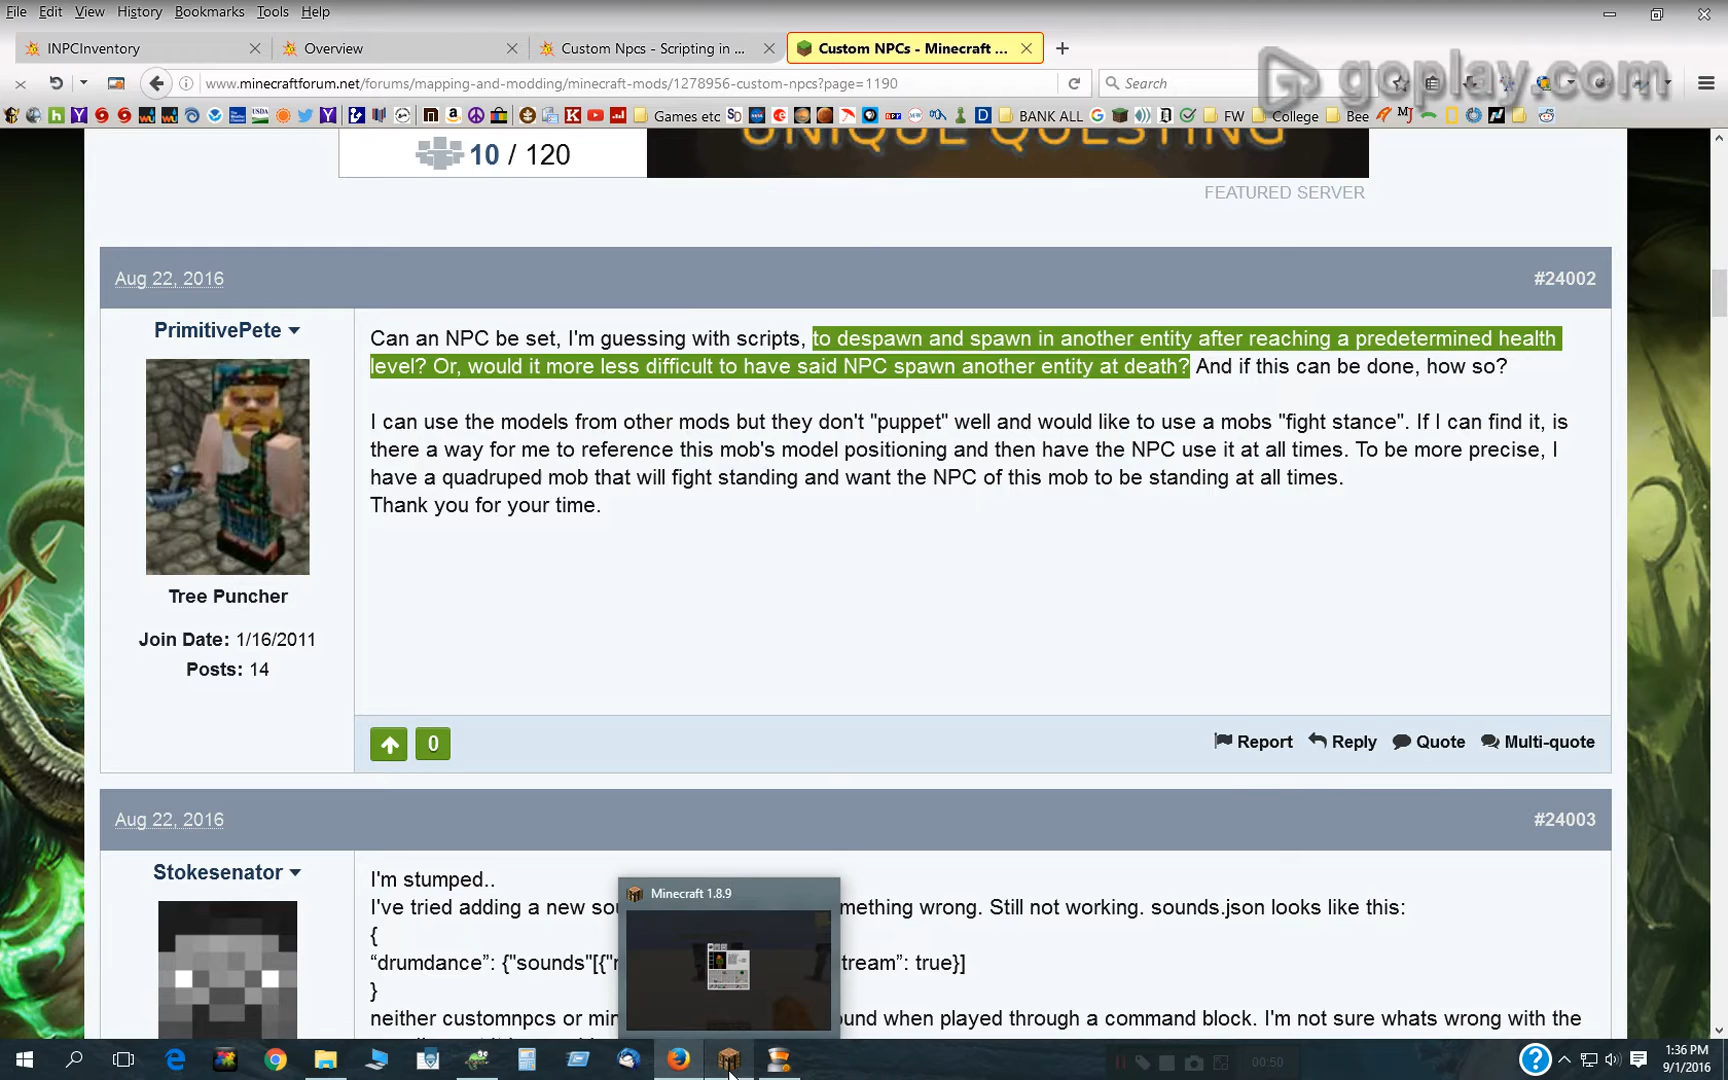 File Edit View History Bookmarks Tools Help
INPCInventory
Overview
Custom Npcs - Scripting in ...
Custom NPCs - Minecraft ...
www.minecraftforum.net/forums/mapping-and-modding/minecraft-mods/1278956-custom-npcs?page=1190
Search
goplay.com
Games etc
BANK ALL
FW
College
Bee
10 / 120
UNIQUE QUESTING
FEATURED SERVER
Aug 22, 2016
#24002
PrimitivePete
Can an NPC be set, I'm guessing with scripts, to despawn and spawn in another entity after reaching a predetermined health
level? Or, would it more less difficult to have said NPC spawn another entity at death? And if this can be done, how so?
I can use the models from other mods but they don't "puppet" well and would like to use a mobs "fight stance". If I can find it, is
there a way for me to reference this mob's model positioning and then have the NPC use it at all times. To be more precise, I
have a quadruped mob that will fight standing and want the NPC of this mob to be standing at all times.
Thank you for your time.
Tree Puncher
Join Date: 1/16/2011
Posts: 14
0
Report Reply Quote Multi-quote
Aug 22, 2016
#24003
Stokesenator
I'm stumped..
I've tried adding a new sou
mething wrong. Still not working. sounds.json looks like this:
{
“drumdance”: {"sounds"[{"n
tream”: true}]
}
neither customnpcs or min
ound when played through a command block. I'm not sure whats wrong with the
Minecraft 1.8.9
00:50
1:36 PM
9/1/2016